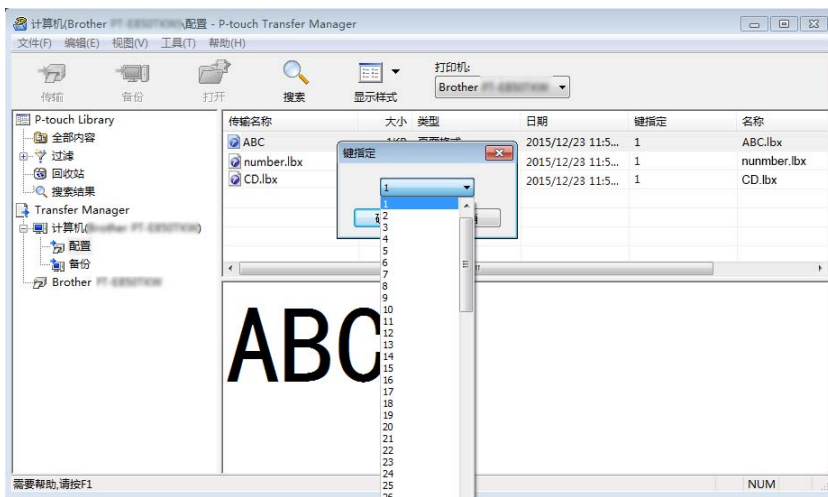 计算机(Brother \配置 - P-touch Transfer Manager
文件(F) 编辑(E) 视图(V) 工具(T) 帮助(H)
传输 备份 打开 搜索 显示样式
打印机:
Brother
P-touch Library
全部内容
过滤
回收站
搜索结果
Transfer Manager
计算机(
配置
备份
Brother
传输名称 大小 类型 日期 键指定 名称
ABC 1KB 页面格式 2015/12/23 11:5... 1 ABC.lbx
number.lbx 2015/12/23 11:5... 1 nunmber.lbx
CD.lbx 2015/12/23 11:5... 1 CD.lbx
键指定
1
1
2
3
4
5
6
7
8
9
10
11
12
13
14
15
16
17
18
19
20
21
22
23
24
25
26
ABC
需要帮助,请按F1
NUM